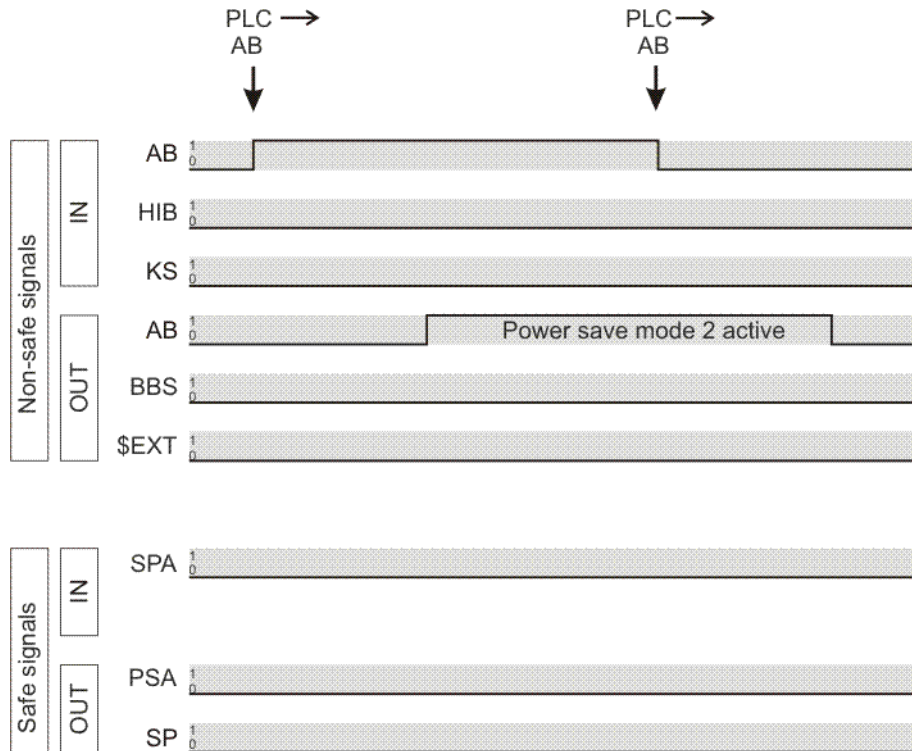 PLC → PLC →
AB AB
Non-safe signals
IN
AB 1 0
HIB 1 0
KS 1 0
OUT
AB 1 0 Power save mode 2 active
BBS 1 0
$EXT 1 0
Safe signals
IN
SPA 1 0
OUT
PSA 1 0
SP 1 0